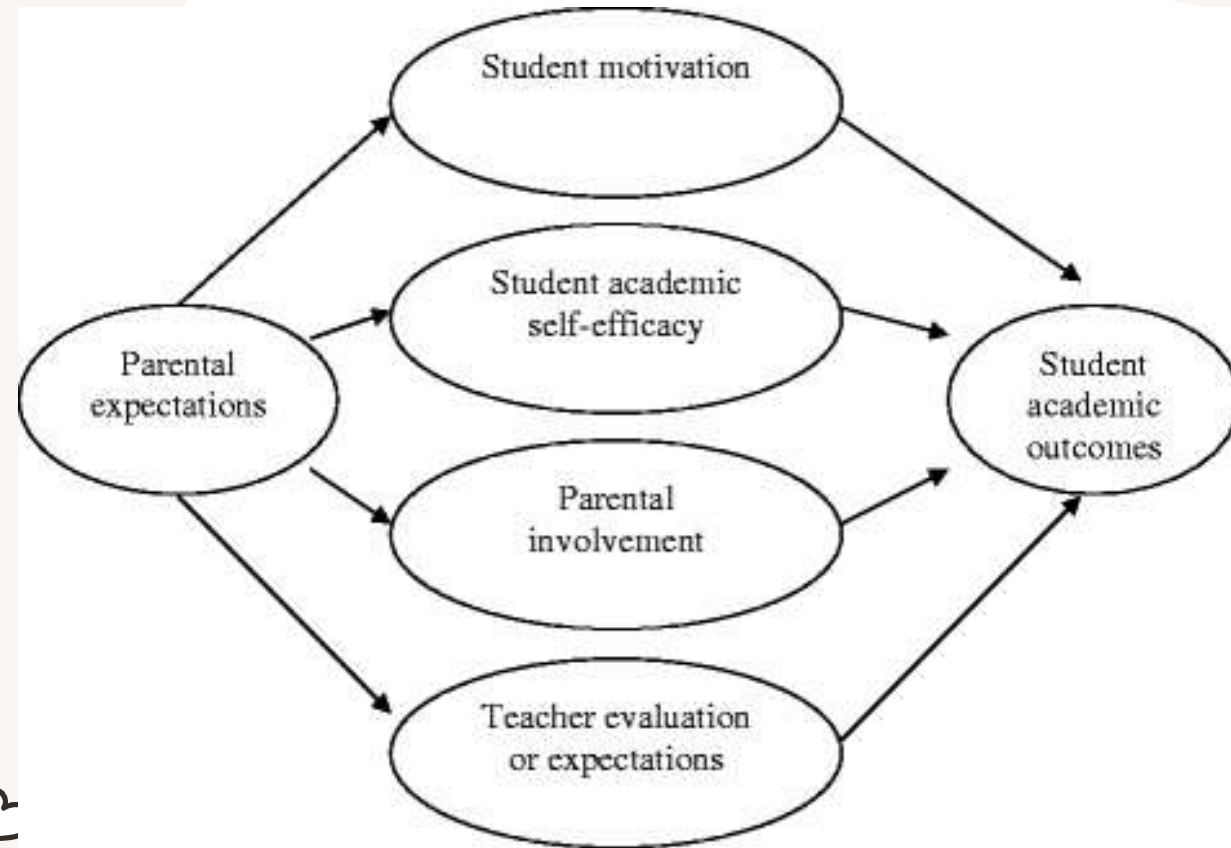 Student motivation
Student academic
self-efficacy
Parental
expectations
Student
academic
outcomes
Parental
involvement
Teacher evaluation
or expectations